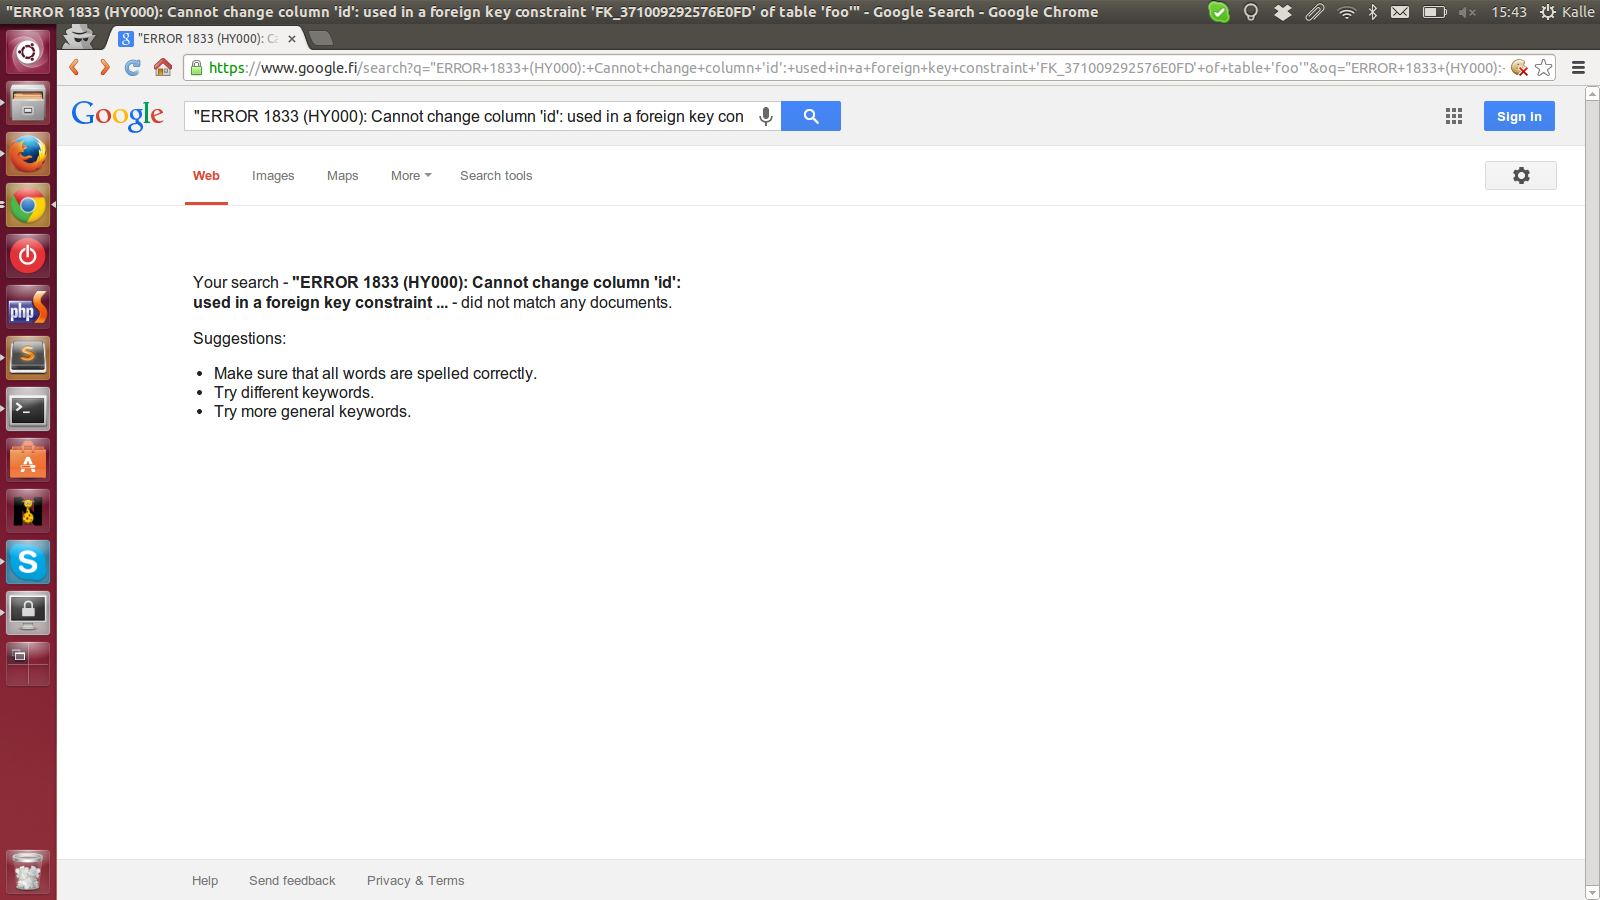 "ERROR 1833 (HY000): Cannot change column 'id': used in a foreign key constraint 'FK_371009292576E0FD' of table 'foo'" - Google Search - Google Chrome
15:43 Kalle
"ERROR 1833 (HY000): Ca
https://www.google.fi/search?q="ERROR+1833+(HY000):+Cannot+change+column+'id':+used+in+a+foreign+key+constraint+'FK_371009292576E0FD'+of+table+'foo'"&oq="ERROR+1833+(HY000):-
Google
"ERROR 1833 (HY000): Cannot change column 'id': used in a foreign key con
Sign in
Web Images Maps More Search tools
Your search - "ERROR 1833 (HY000): Cannot change column 'id':
used in a foreign key constraint ... - did not match any documents.
Suggestions:
• Make sure that all words are spelled correctly.
• Try different keywords.
• Try more general keywords.
php S
S
>_
A
S
Help Send feedback Privacy & Terms